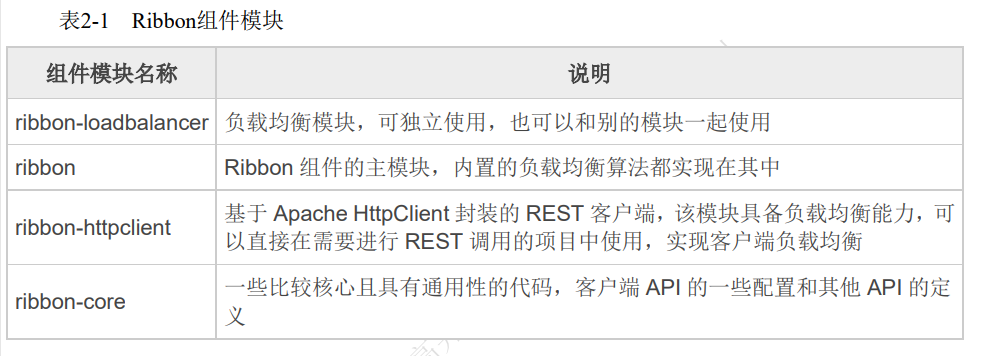 表2-1 Ribbon组件模块
组件模块名称 说明
ribbon-loadbalancer 负载均衡模块，可独立使用，也可以和别的模块一起使用
ribbon Ribbon 组件的主模块，内置的负载均衡算法都实现在其中
ribbon-httpclient 基于 Apache HttpClient 封装的 REST 客户端，该模块具备负载均衡能力，可
以直接在需要进行 REST 调用的项目中使用，实现客户端负载均衡
ribbon-core 一些比较核心且具有通用性的代码，客户端 API 的一些配置和其他 API 的定
义